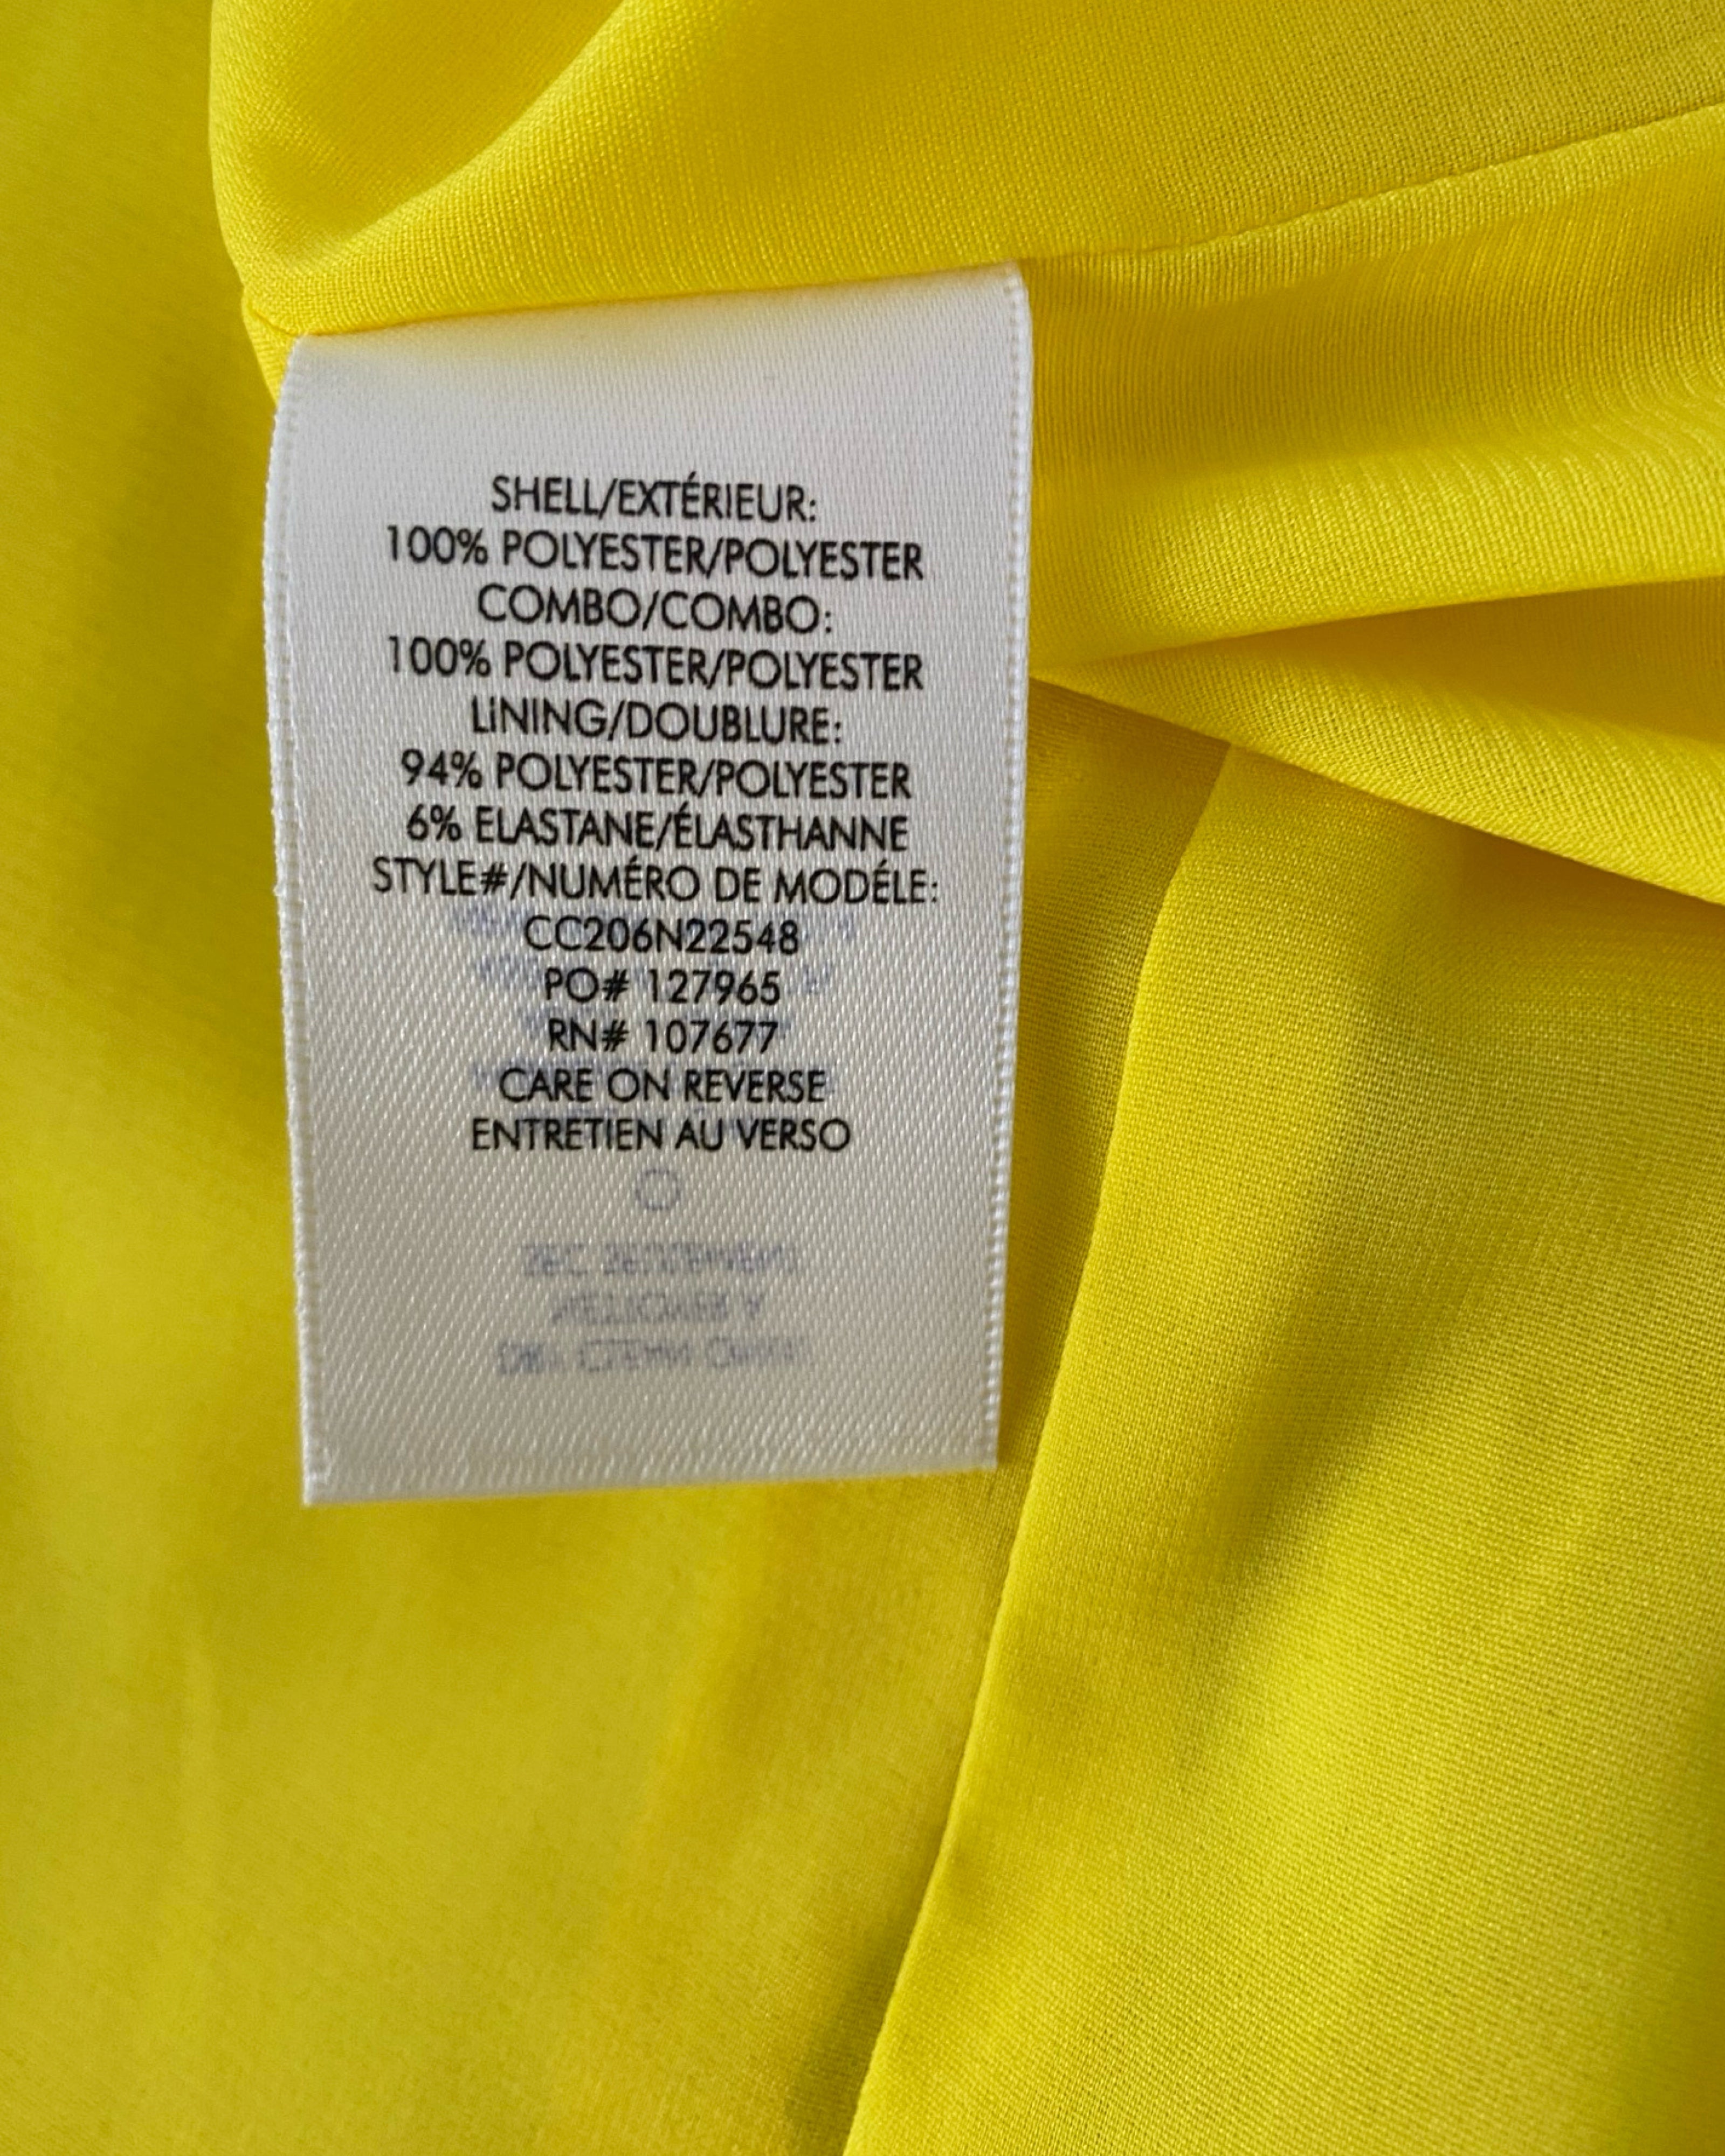 SHELL/EXTÉRIEUR:
100% POLYESTER/POLYESTER
COMBO/COMBO:
100% POLYESTER/POLYESTER
LiNING/DOUBLURE:
94% POLYESTER/POLYESTER
6% ELASTANE/ÉLASTHANNE
STYLE#/NUMÉRO DE MODÉLE:
CC206N22548
PO# 127965
RN# 107677
CARE ON REVERSE
ENTRETIEN AU VERSO